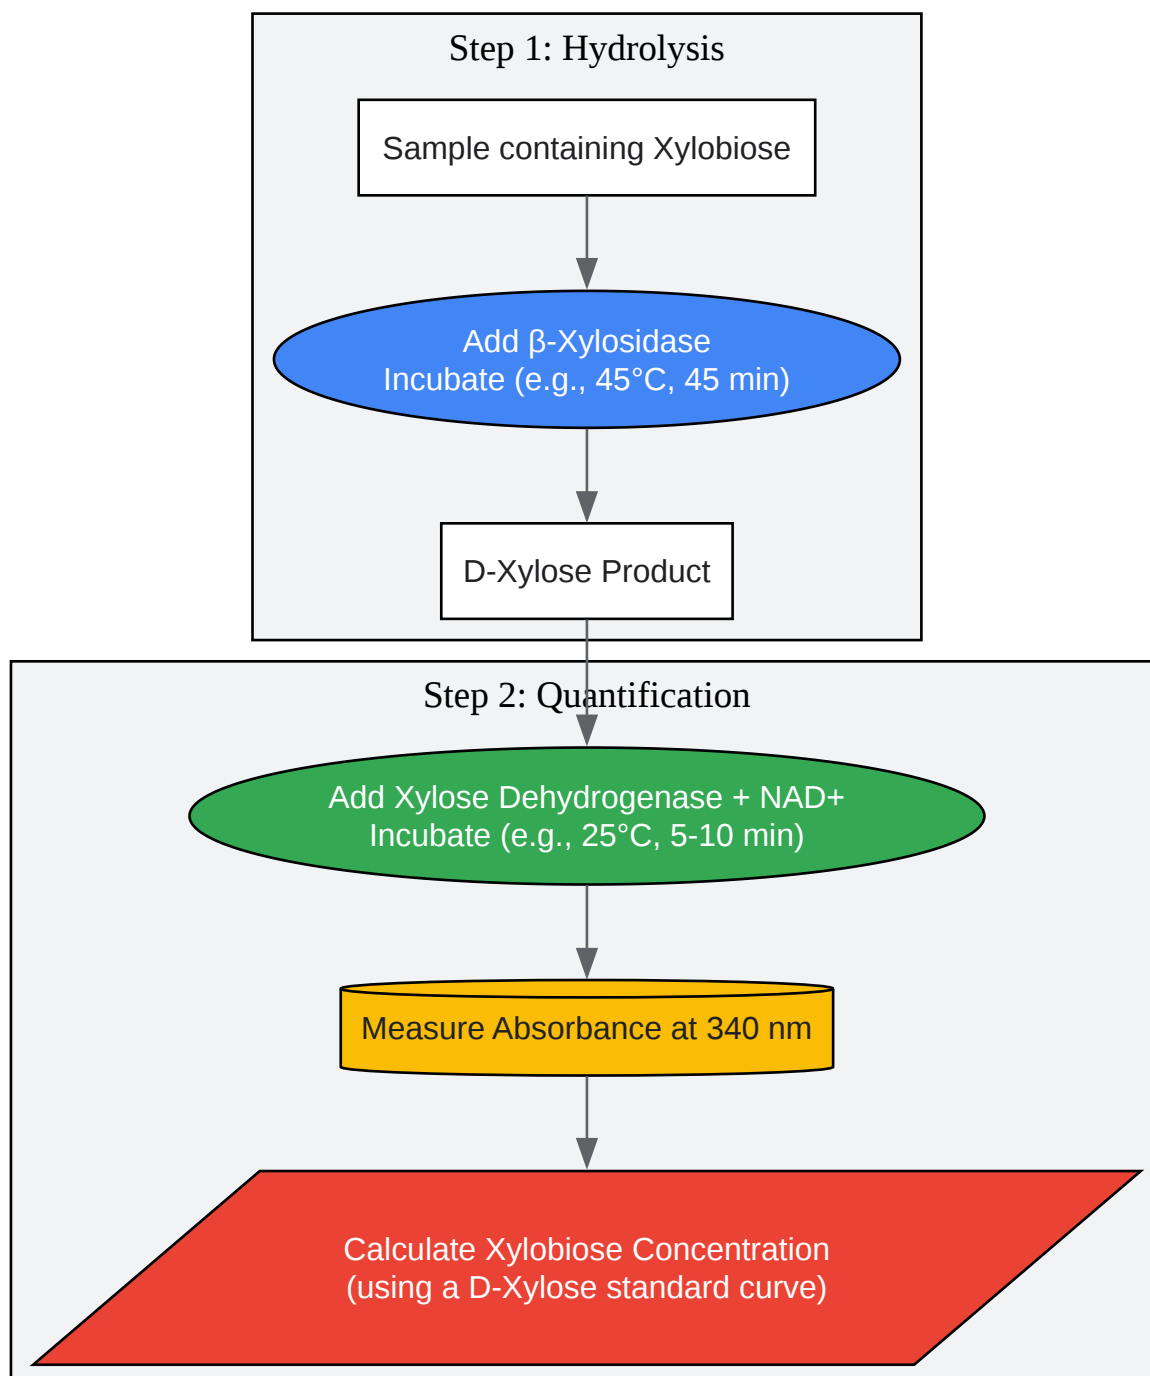 Step 1: Hydrolysis
Sample containing Xylobiose
Add β-Xylosidase
Incubate (e.g., 45°C, 45 min)
D-Xylose Product
Step 2: Quantification
Add Xylose Dehydrogenase + NAD+
Incubate (e.g., 25°C, 5-10 min)
Measure Absorbance at 340 nm
Calculate Xylobiose Concentration
(using a D-Xylose standard curve)